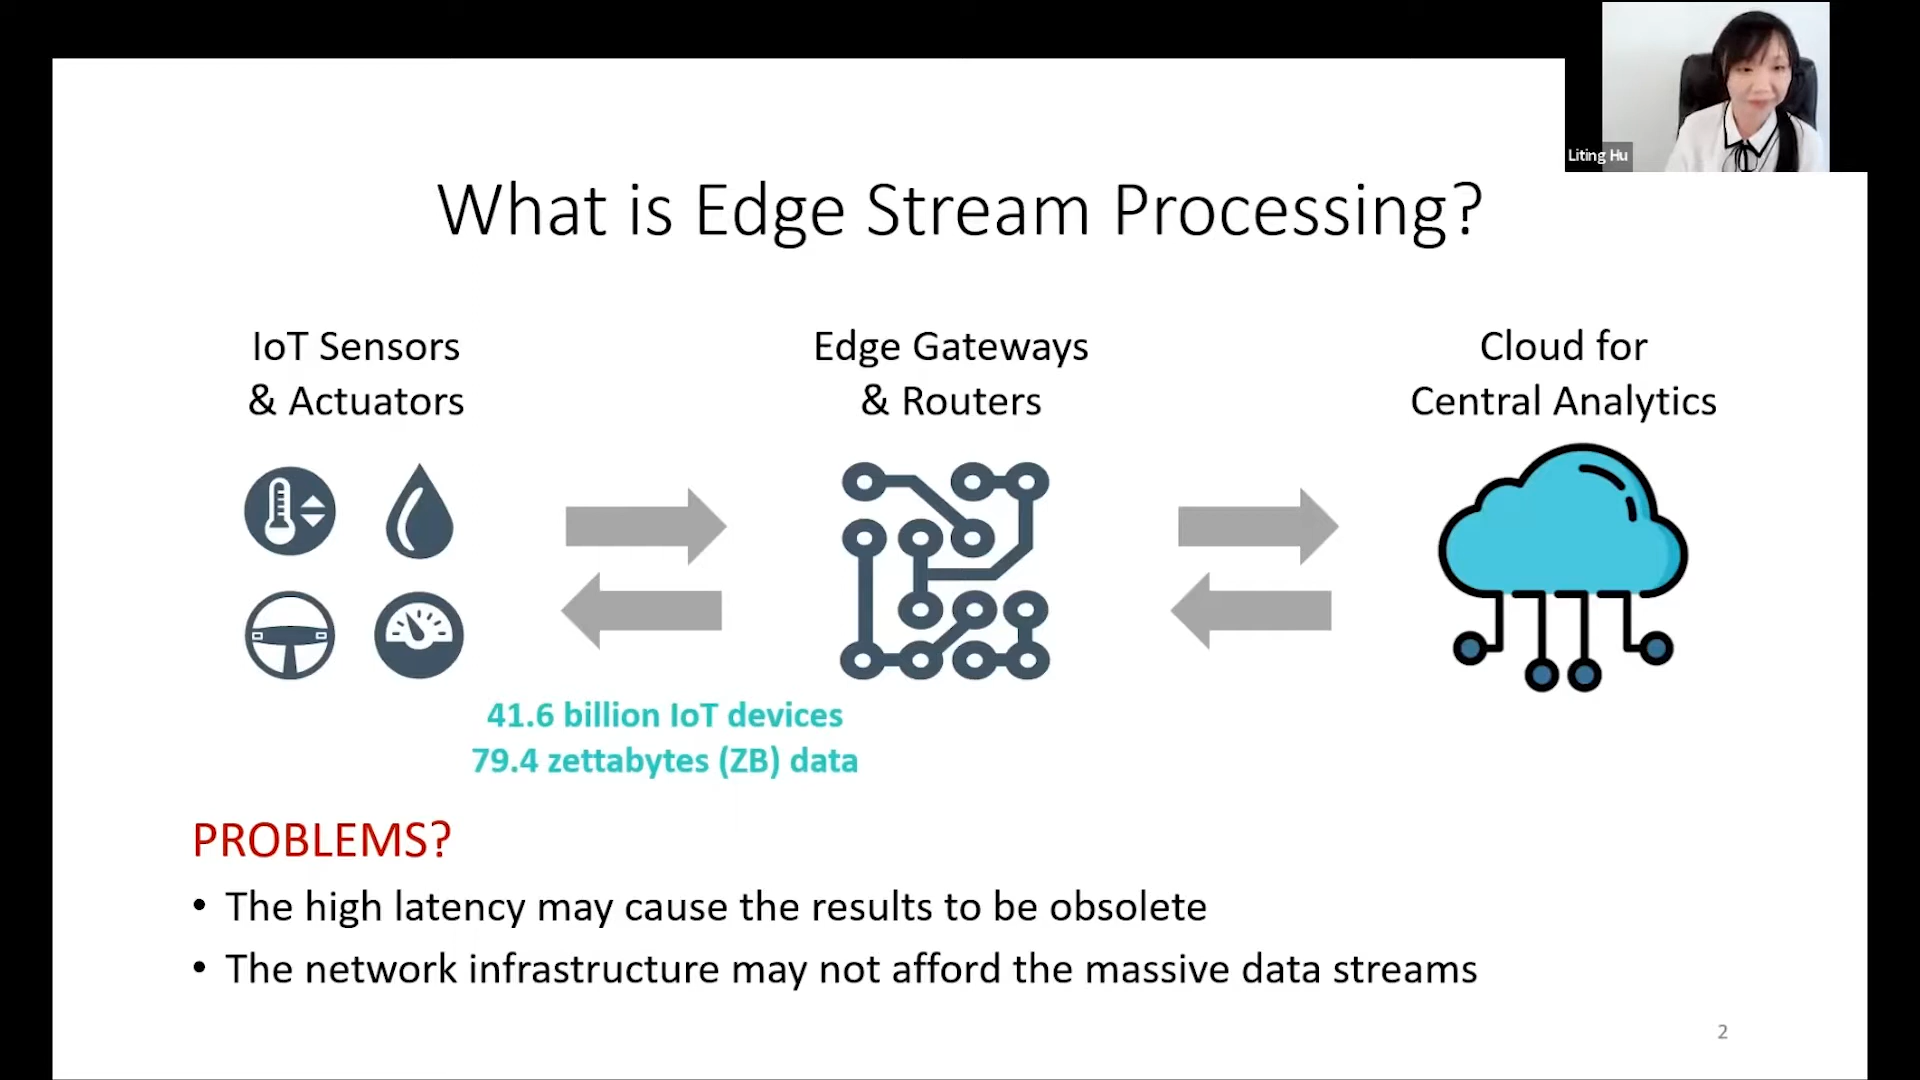 Liting Hu
What is Edge Stream Processing?
IoT Sensors
& Actuators
Edge Gateways
& Routers
Cloud for
Central Analytics
41.6 billion IoT devices
79.4 zettabytes (ZB) data
PROBLEMS?
• The high latency may cause the results to be obsolete
• The network infrastructure may not afford the massive data streams
2